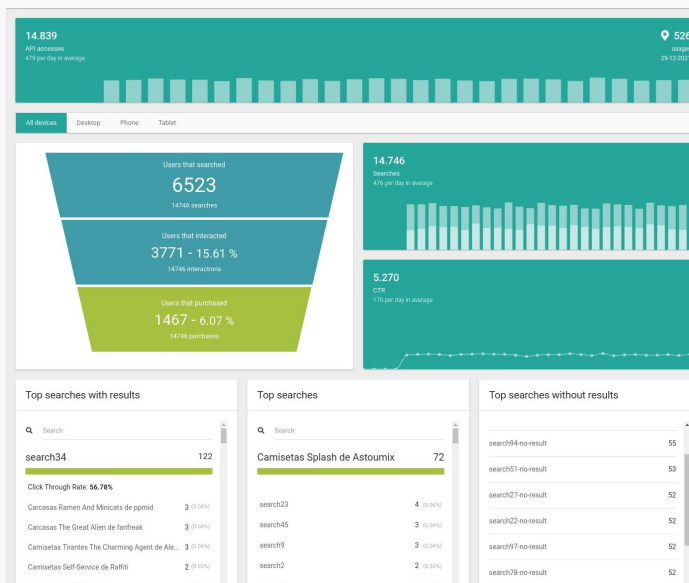 14.839
API accesses
479 per day in average
526
usages
29-12-2021
All devices Desktop Phone Tablet
Users that searched
6523
14746 searches
Users that interacted
3771 - 15.61 %
14746 interactions
Users that purchased
1467 - 6.07 %
14746 purchases
14.746
Searches
476 per day in average
5.270
CTR
170 per day in average
Top searches with results
Search
search34 122
Click Through Rate: 56.78%
Carcasas Ramen And Minicats de ppmid 3 (0.04%)
Carcasas The Great Alien de fanfreak 3 (0.04%)
Camisetas Tirantes The Charming Agent de Ale... 3 (0.04%)
Camisetas Self-Service de Raffiti 2 (0.03%)
Top searches
Search
Camisetas Splash de Astoumix 72
search23 4 (0.06%)
search45 3 (0.04%)
search9 3 (0.04%)
search2 2 (0.03%)
Top searches without results
search94-no-result 55
search51-no-result 53
search27-no-result 52
search22-no-result 52
search97-no-result 52
search78-no-result 52